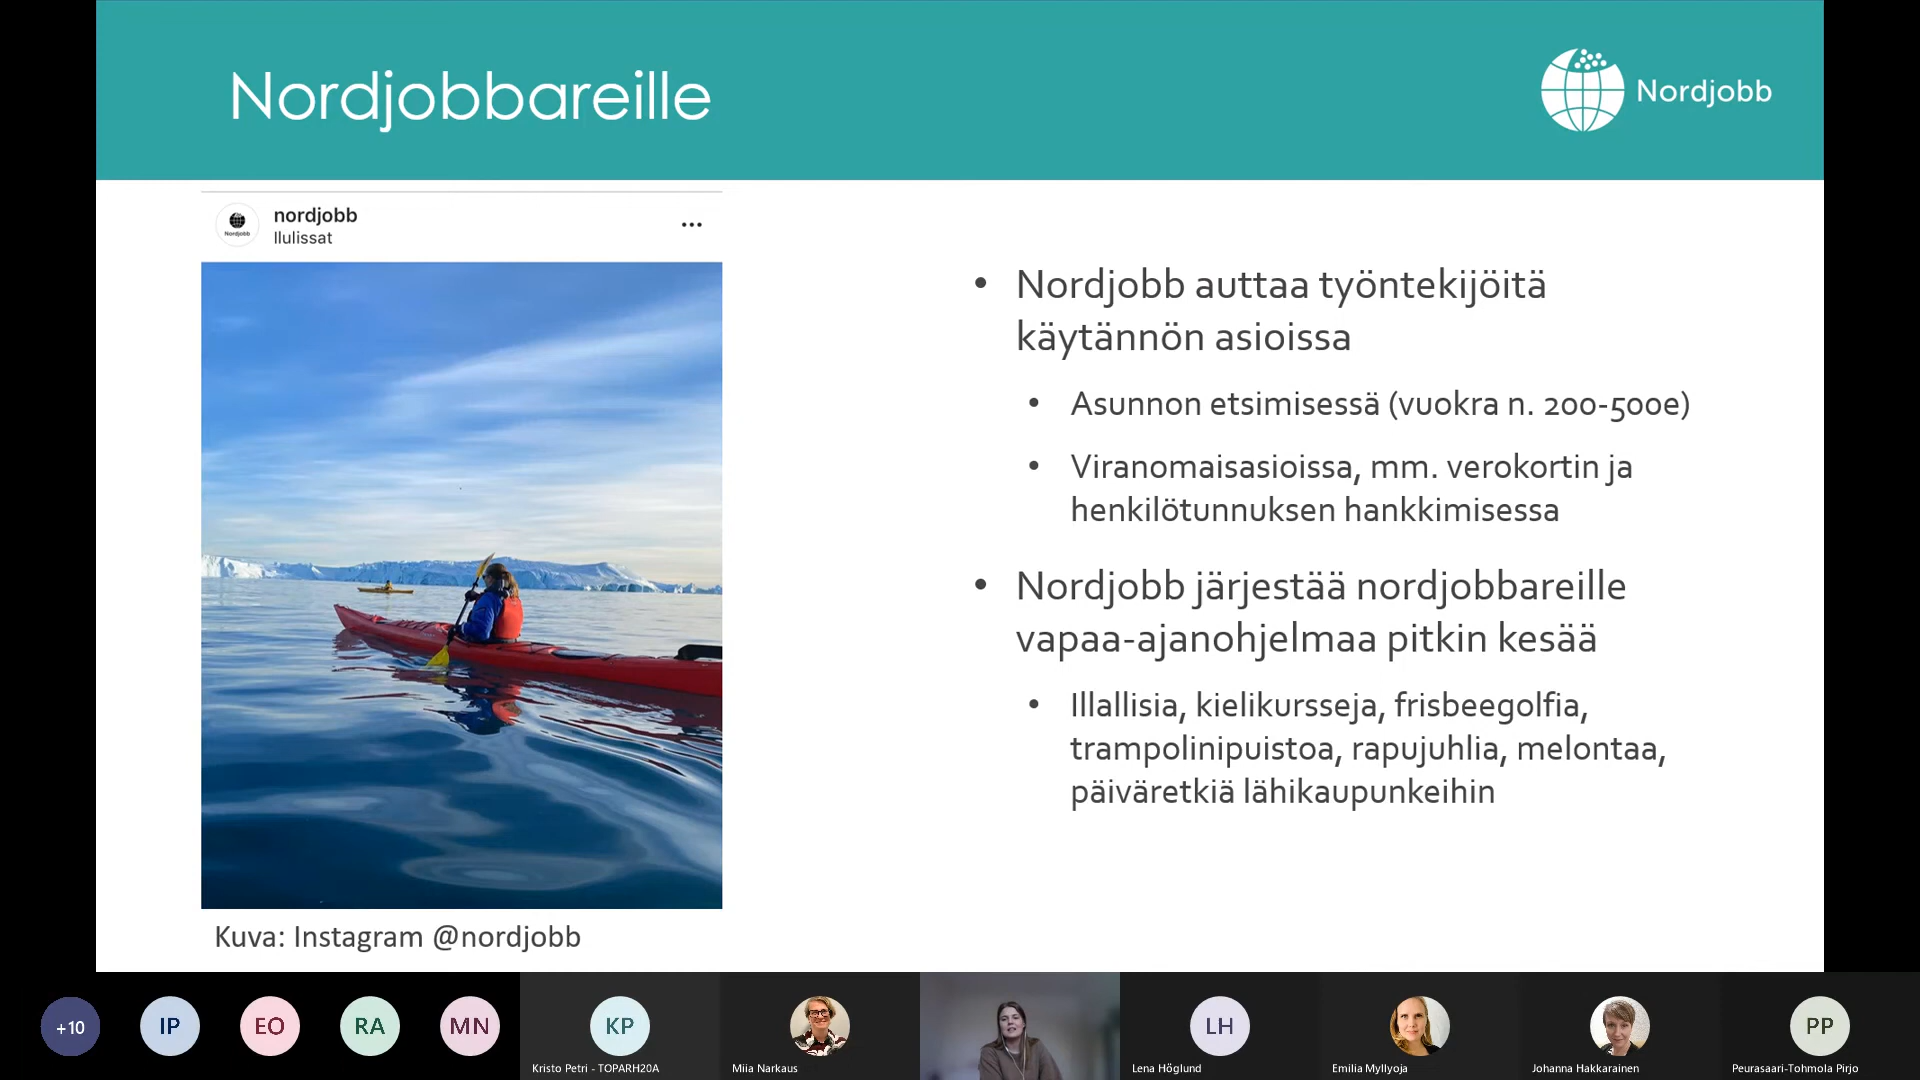 Nordjobbareille
Nordjobb
nordjobb
Ilulissat
Nordjobb
• Nordjobb auttaa työntekijöitä
käytännön asioissa
• Asunnon etsimisessä (vuokra n. 200-500e)
• Viranomaisasioissa, mm. verokortin ja
henkilötunnuksen hankkimisessa
• Nordjobb järjestää nordjobbareille
vapaa-ajanohjelmaa pitkin kesää
• Illallisia, kielikursseja, frisbeegolfia,
trampolinipuistoa, rapujuhlia, melontaa,
päiväretkiä lähikaupunkeihin
Kuva: Instagram @nordjobb
+10
IP
EO
RA
MN
KP
LH
PP
Kristo Petri - TOPARH20A
Miia Narkaus
Lena Höglund
Emilia Myllyoja
Johanna Hakkarainen
Peurasaari-Tohmola Pirjo